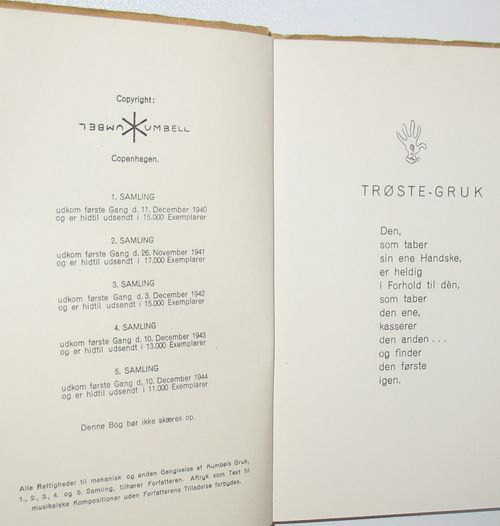 Copyright:
KUMBELL
Copenhagen.
1. SAMLING
udkom første Gang d. 11. December 1940
og er hidtil udsendt i 15.000 Exemplarer
2. SAMLING
udkom første Gang d. 26. November 1941
og er hidtil udsendt i 17.000 Exemplarer
3. SAMLING
udkom første Gang d. 3. December 1942
og er hidtil udsendt i 15.000 Exemplarer
4. SAMLING
udkom første Gang d. 10. December 1943
og er hidtil udsendt i 13.000 Exemplarer
5. SAMLING
udkom første Gang d. 10. December 1944
og er hidtil udsendt i 11.000 Exemplarer
Denne Bog bør ikke skæres op.
Alle Rettigheder til mekanisk og anden Gengivelse af Kumbels Gruk,
1., 2., 3., 4. og 5. Samling, tilhører Forfatteren. Aftryk som Text til
musikalske Kompositioner uden Forfatterens Tilladelse forbydes.
TRØSTE-GRUK
Den,
som taber
sin ene Handske,
er heldig
i Forhold til dèn,
som taber
den ene,
kasserer
den anden ...
og finder
den første
igen.